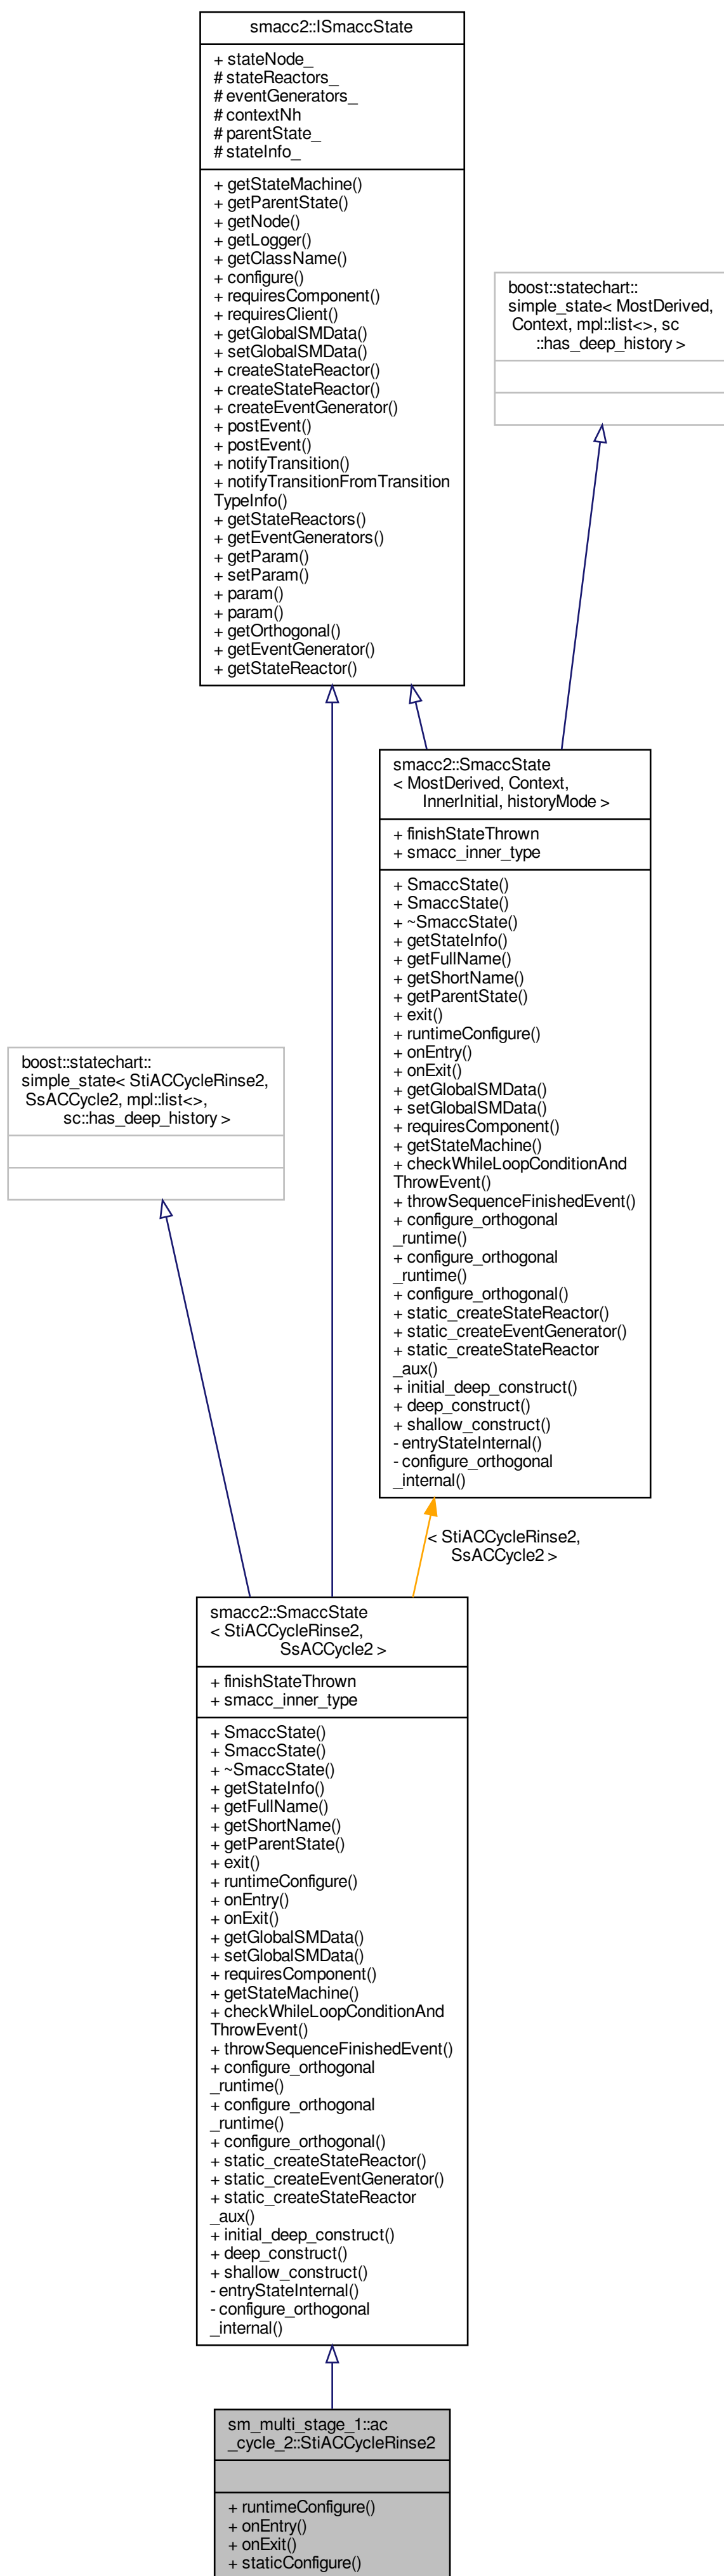 smacc2::ISmaccState
+ stateNode_
# stateReactors_
# eventGenerators_
# contextNh
# parentState_
# stateInfo_
+ getStateMachine()
+ getParentState()
+ getNode()
+ getLogger()
+ getClassName()
+ configure()
+ requiresComponent()
+ requiresClient()
+ getGlobalSMData()
+ setGlobalSMData()
+ createStateReactor()
+ createStateReactor()
+ createEventGenerator()
+ postEvent()
+ postEvent()
+ notifyTransition()
+ notifyTransitionFromTransition
TypeInfo()
+ getStateReactors()
+ getEventGenerators()
+ getParam()
+ setParam()
+ param()
+ param()
+ getOrthogonal()
+ getEventGenerator()
+ getStateReactor()
boost::statechart::
simple_state< MostDerived,
Context, mpl::list<>, sc
::has_deep_history >
smacc2::SmaccState
< MostDerived, Context,
InnerInitial, historyMode >
+ finishStateThrown
+ smacc_inner_type
+ SmaccState()
+ SmaccState()
+ ~SmaccState()
+ getStateInfo()
+ getFullName()
+ getShortName()
+ getParentState()
+ exit()
+ runtimeConfigure()
+ onEntry()
+ onExit()
+ getGlobalSMData()
+ setGlobalSMData()
+ requiresComponent()
+ getStateMachine()
+ checkWhileLoopConditionAnd
ThrowEvent()
+ throwSequenceFinishedEvent()
+ configure_orthogonal
_runtime()
+ configure_orthogonal
_runtime()
+ configure_orthogonal()
+ static_createStateReactor()
+ static_createEventGenerator()
+ static_createStateReactor
_aux()
+ initial_deep_construct()
+ deep_construct()
+ shallow_construct()
- entryStateInternal()
- configure_orthogonal
_internal()
boost::statechart::
simple_state< StiACCycleRinse2,
SsACCycle2, mpl::list<>,
sc::has_deep_history >
< StiACCycleRinse2,
SsACCycle2 >
smacc2::SmaccState
< StiACCycleRinse2,
SsACCycle2 >
+ finishStateThrown
+ smacc_inner_type
+ SmaccState()
+ SmaccState()
+ ~SmaccState()
+ getStateInfo()
+ getFullName()
+ getShortName()
+ getParentState()
+ exit()
+ runtimeConfigure()
+ onEntry()
+ onExit()
+ getGlobalSMData()
+ setGlobalSMData()
+ requiresComponent()
+ getStateMachine()
+ checkWhileLoopConditionAnd
ThrowEvent()
+ throwSequenceFinishedEvent()
+ configure_orthogonal
_runtime()
+ configure_orthogonal
_runtime()
+ configure_orthogonal()
+ static_createStateReactor()
+ static_createEventGenerator()
+ static_createStateReactor
_aux()
+ initial_deep_construct()
+ deep_construct()
+ shallow_construct()
- entryStateInternal()
- configure_orthogonal
_internal()
sm_multi_stage_1::ac
_cycle_2::StiACCycleRinse2
+ runtimeConfigure()
+ onEntry()
+ onExit()
+ staticConfigure()